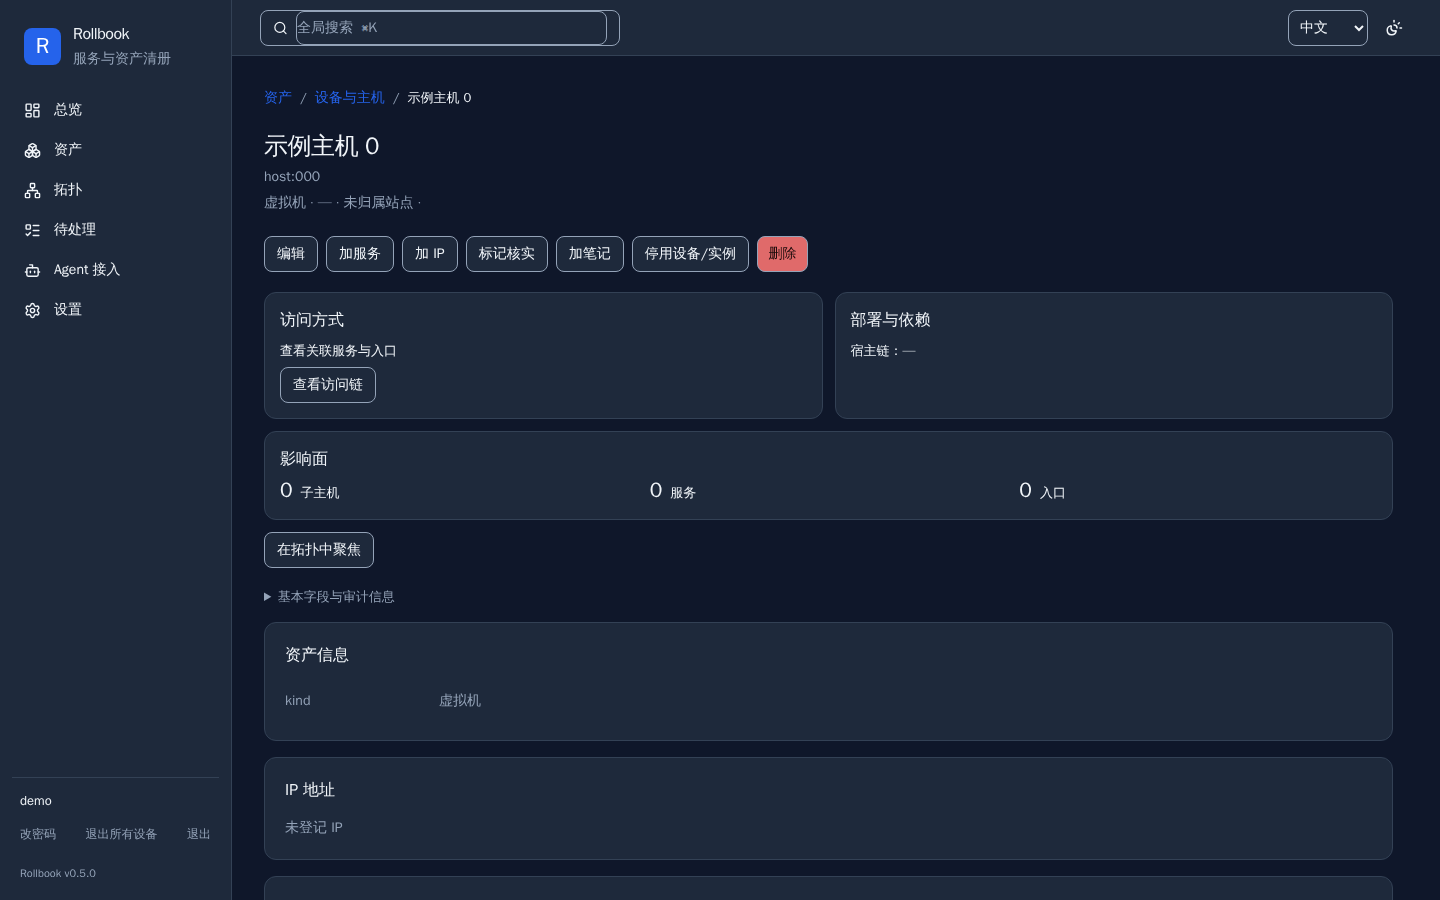 R
Rollbook
服务与资产清册
总览
资产
拓扑
待处理
Agent 接入
设置
demo
改密码 退出所有设备 退出
Rollbook v0.5.0
全局搜索 ⌘K
中文
资产 / 设备与主机 / 示例主机 0
示例主机 0
host:000
虚拟机 · — · 未归属站点 ·
编辑 加服务 加 IP 标记核实 加笔记 停用设备/实例 删除
访问方式
查看关联服务与入口
查看访问链
部署与依赖
宿主链：—
影响面
0 子主机 0 服务 0 入口
在拓扑中聚焦
▶ 基本字段与审计信息
资产信息
kind 虚拟机
IP 地址
未登记 IP